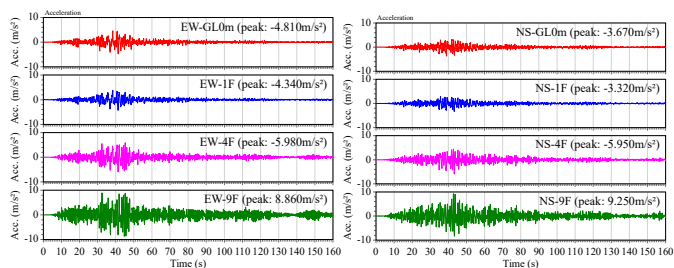 Acceleration
EW-GL0m (peak: -4.810m/s²)
Acc. (m/s²)
10
0
-10
EW-1F (peak: -4.340m/s²)
Acc. (m/s²)
10
0
-10
EW-4F (peak: -5.980m/s²)
Acc. (m/s²)
10
0
-10
EW-9F (peak: 8.860m/s²)
Acc. (m/s²)
10
0
-10
0 10 20 30 40 50 60 70 80 90 100 110 120 130 140 150 160
Time (s)
Acceleration
NS-GL0m (peak: -3.670m/s²)
Acc. (m/s²)
10
0
-10
NS-1F (peak: -3.320m/s²)
Acc. (m/s²)
10
0
-10
NS-4F (peak: -5.950m/s²)
Acc. (m/s²)
10
0
-10
NS-9F (peak: 9.250m/s²)
Acc. (m/s²)
10
0
-10
0 10 20 30 40 50 60 70 80 90 100 110 120 130 140 150 160
Time (s)